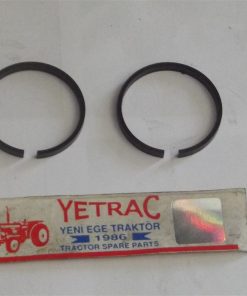 YETRAC
YENİ EGE TRAKTÖR
1986
TRACTOR SPARE PARTS